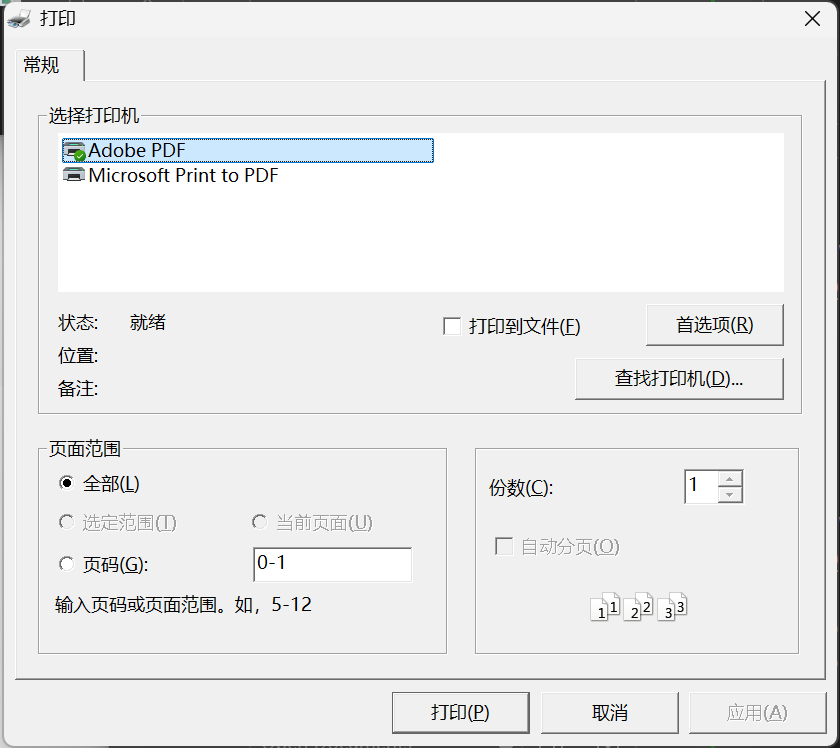 打印
常规
选择打印机
Adobe PDF
Microsoft Print to PDF
状态: 就绪
打印到文件(F)
首选项(R)
位置:
备注:
查找打印机(D)...
页面范围
全部(L)
选定范围(T) 当前页面(U)
页码(G): 0-1
输入页码或页面范围。如，5-12
份数(C): 1
自动分页(O)
1 1 2 2 3 3
打印(P) 取消 应用(A)